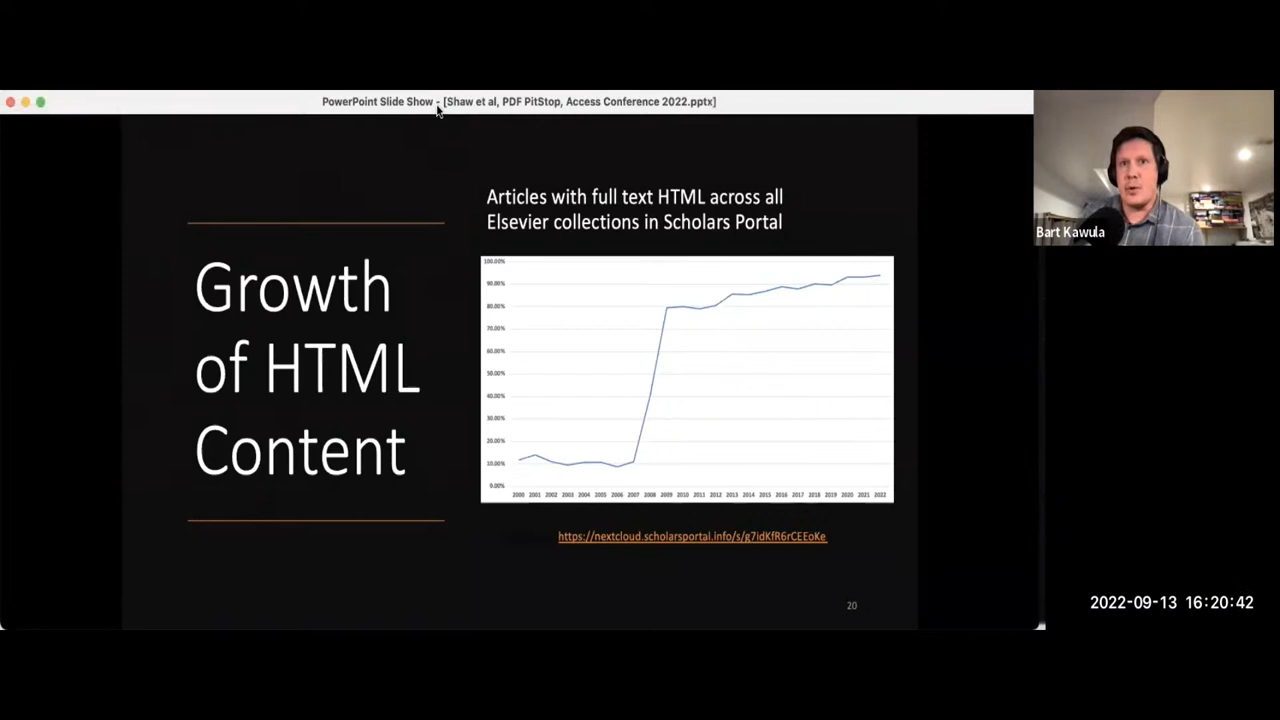 PowerPoint Slide Show - [Shaw et al, PDF PitStop, Access Conference 2022.pptx]
Growth
of HTML
Content
Articles with full text HTML across all
Elsevier collections in Scholars Portal
100.00%
90.00%
80.00%
70.00%
60.00%
50.00%
40.00%
30.00%
20.00%
10.00%
0.00%
2000 2001 2002 2003 2004 2005 2006 2007 2008 2009 2010 2011 2012 2013 2014 2015 2016 2017 2018 2019 2020 2021 2022
https://nextcloud.scholarsportal.info/s/g7idKfR6rCEEoKe
20
Bart Kawula
2022-09-13 16:20:42